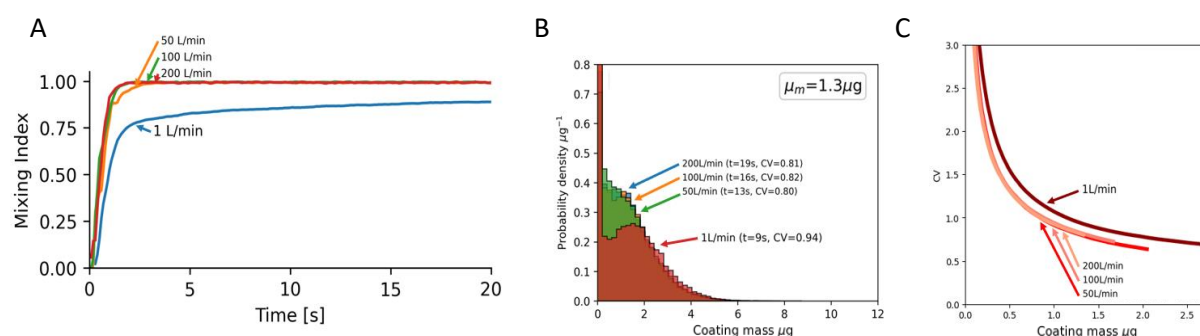 A
50 L/min
100 L/min
200 L/min
1 L/min
1.00
0.75
0.50
0.25
0.00
Mixing Index
0
5
10
15
20
Time [s]
B
μm=1.3μg
200L/min (t=19s, CV=0.81)
100L/min (t=16s, CV=0.82)
50L/min (t=13s, CV=0.80)
1L/min (t=9s, CV=0.94)
0.8
0.7
0.6
0.5
0.4
0.3
0.2
0.1
0.0
Probability density μg⁻¹
0
2
4
6
8
10
12
Coating mass μg
C
3.0
2.5
2.0
1.5
1.0
0.5
0.0
CV
1L/min
200L/min
100L/min
50L/min
0.0
0.5
1.0
1.5
2.0
2.5
Coating mass μg